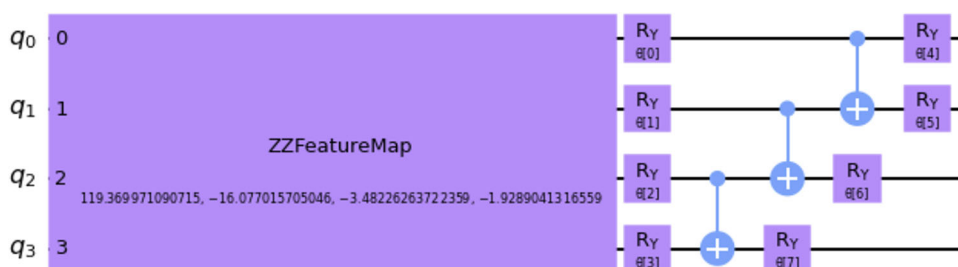 q0 0 RY RY
θ[0] θ[4]
q1 1 RY RY
θ[1] θ[5]
ZZFeatureMap
q2 2 RY RY
119.369971090715, −16.077015705046, −3.48226263722359, −1.9289041316559 θ[2] θ[6]
q3 3 RY RY
θ[3] θ[7]